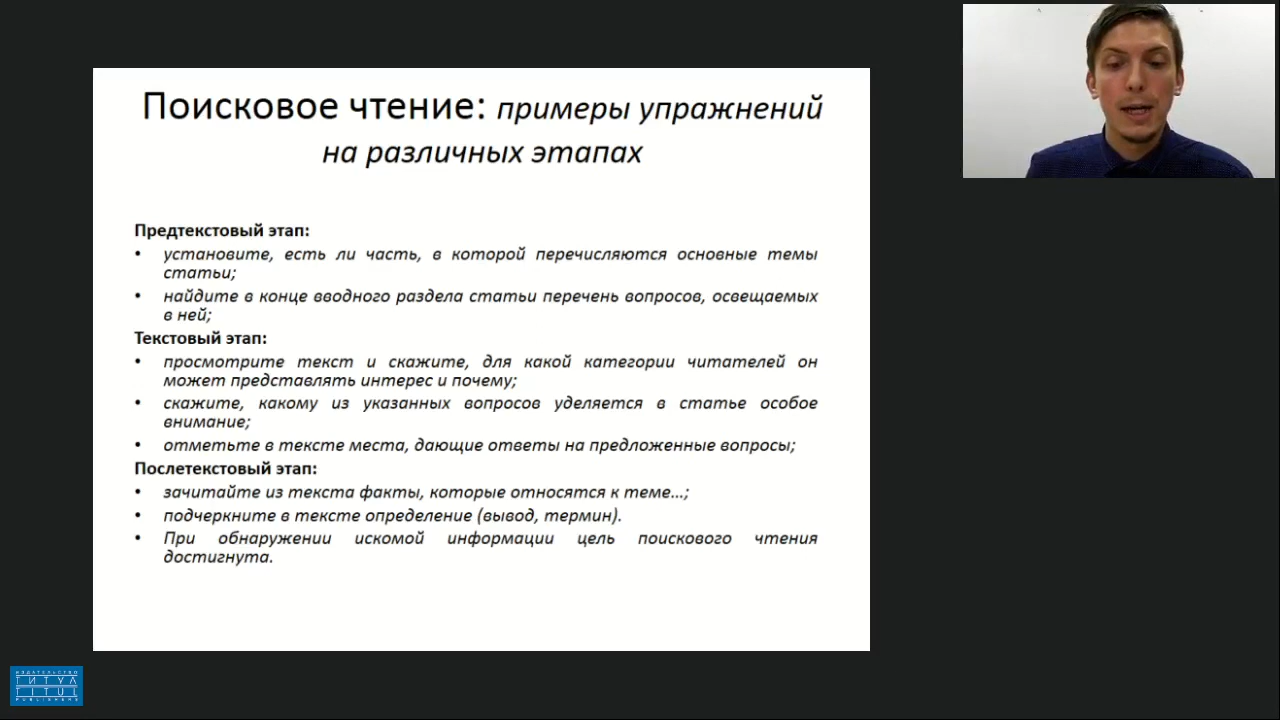 Поисковое чтение: примеры упражнений
на различных этапах
Предтекстовый этап:
• установите, есть ли часть, в которой перечисляются основные темы
статьи;
• найдите в конце вводного раздела статьи перечень вопросов, освещаемых
в ней;
Текстовый этап:
• просмотрите текст и скажите, для какой категории читателей он
может представлять интерес и почему;
• скажите, какому из указанных вопросов уделяется в статье особое
внимание;
• отметьте в тексте места, дающие ответы на предложенные вопросы;
Послетекстовый этап:
• зачитайте из текста факты, которые относятся к теме…;
• подчеркните в тексте определение (вывод, термин).
• При обнаружении искомой информации цель поискового чтения
достигнута.
ИЗДАТЕЛЬСТВО
ТИТУЛ
TITUL
PUBLISHERS